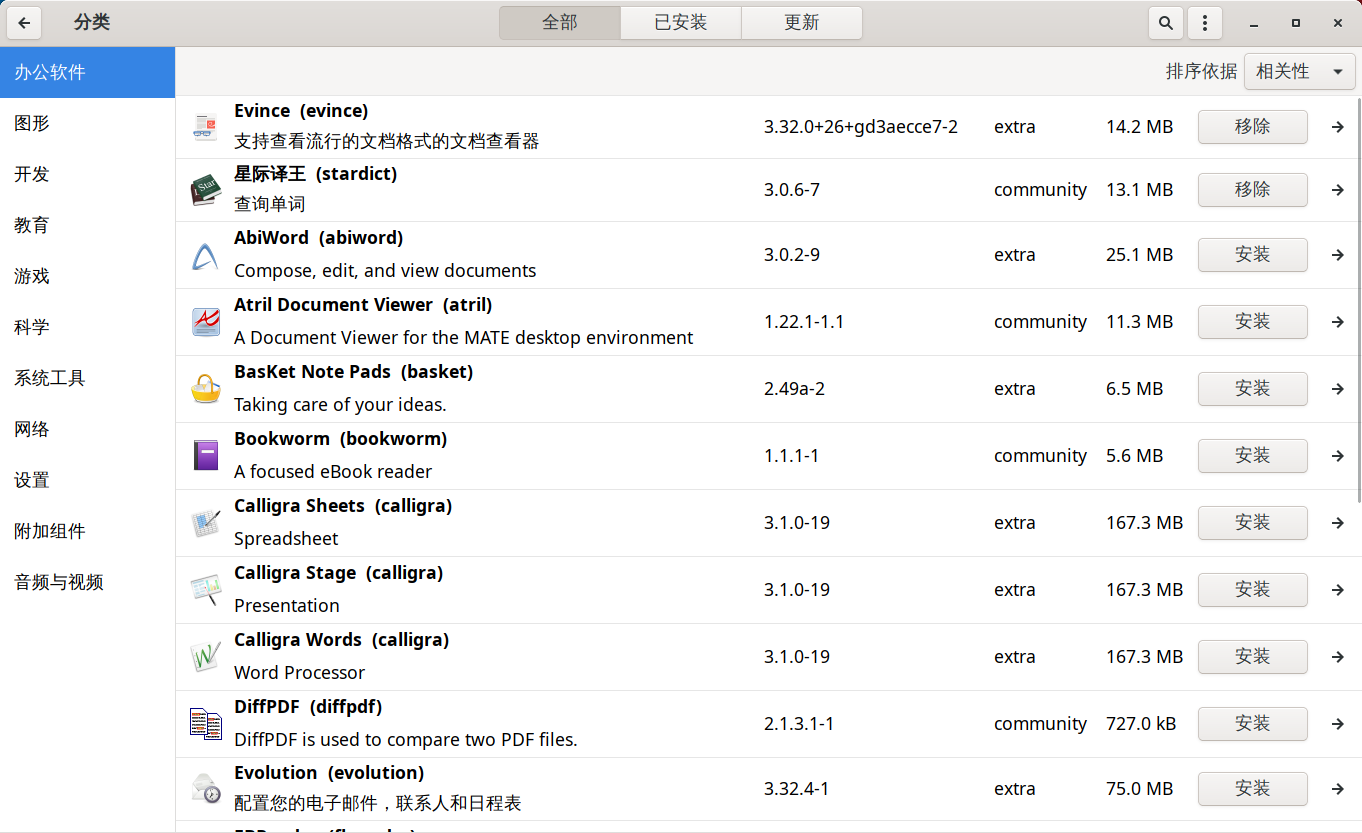 分类
全部 已安装 更新
办公软件
图形
开发
教育
游戏
科学
系统工具
网络
设置
附加组件
音频与视频
排序依据 相关性
Evince (evince)
支持查看流行的文档格式的文档查看器
3.32.0+26+gd3aecce7-2 extra 14.2 MB 移除
星际译王 (stardict)
查询单词
3.0.6-7 community 13.1 MB 移除
AbiWord (abiword)
Compose, edit, and view documents
3.0.2-9 extra 25.1 MB 安装
Atril Document Viewer (atril)
A Document Viewer for the MATE desktop environment
1.22.1-1.1 community 11.3 MB 安装
BasKet Note Pads (basket)
Taking care of your ideas.
2.49a-2 extra 6.5 MB 安装
Bookworm (bookworm)
A focused eBook reader
1.1.1-1 community 5.6 MB 安装
Calligra Sheets (calligra)
Spreadsheet
3.1.0-19 extra 167.3 MB 安装
Calligra Stage (calligra)
Presentation
3.1.0-19 extra 167.3 MB 安装
Calligra Words (calligra)
Word Processor
3.1.0-19 extra 167.3 MB 安装
DiffPDF (diffpdf)
DiffPDF is used to compare two PDF files.
2.1.3.1-1 community 727.0 kB 安装
Evolution (evolution)
配置您的电子邮件，联系人和日程表
3.32.4-1 extra 75.0 MB 安装